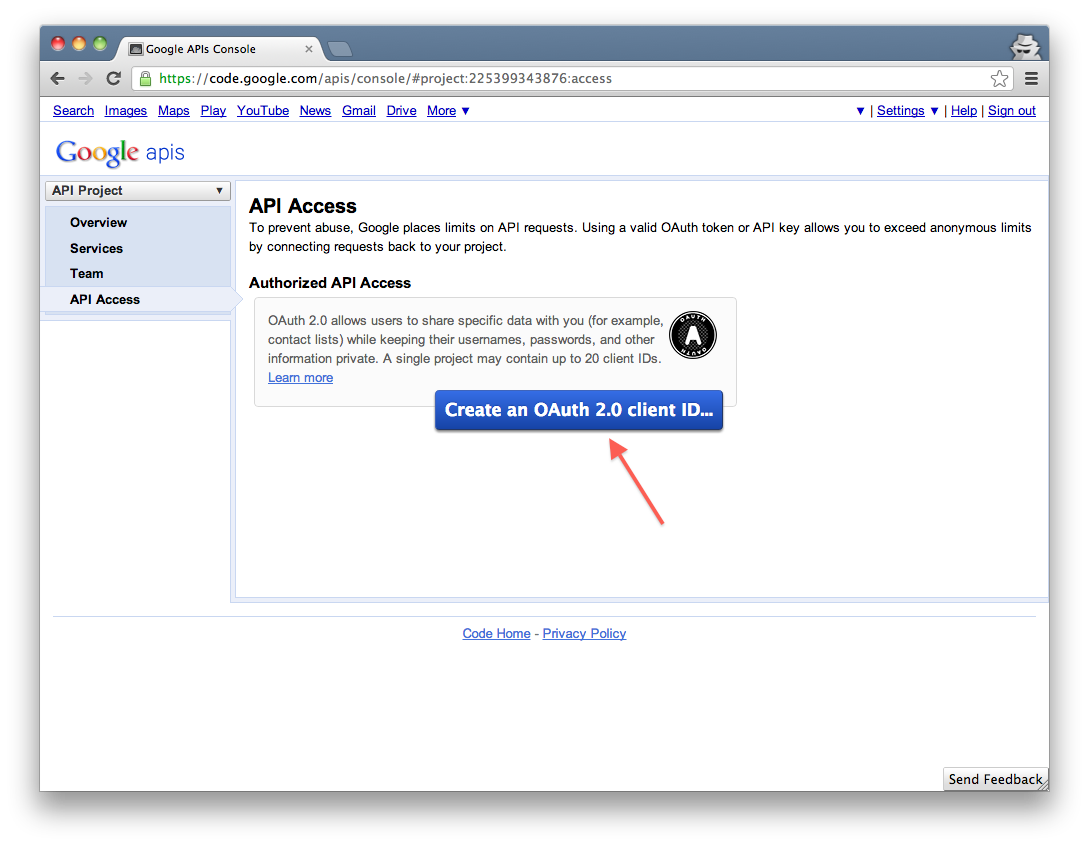 Google APIs Console
https://code.google.com/apis/console/#project:225399343876:access
Search Images Maps Play YouTube News Gmail Drive More ▼ ▼ | Settings ▼ | Help | Sign out
Google apis
API Project ▼
Overview
Services
Team
API Access
API Access
To prevent abuse, Google places limits on API requests. Using a valid OAuth token or API key allows you to exceed anonymous limits
by connecting requests back to your project.
Authorized API Access
OAuth 2.0 allows users to share specific data with you (for example,
contact lists) while keeping their usernames, passwords, and other
information private. A single project may contain up to 20 client IDs.
Learn more
OAUTH
A
OAUTH
Create an OAuth 2.0 client ID...
Code Home - Privacy Policy
Send Feedback